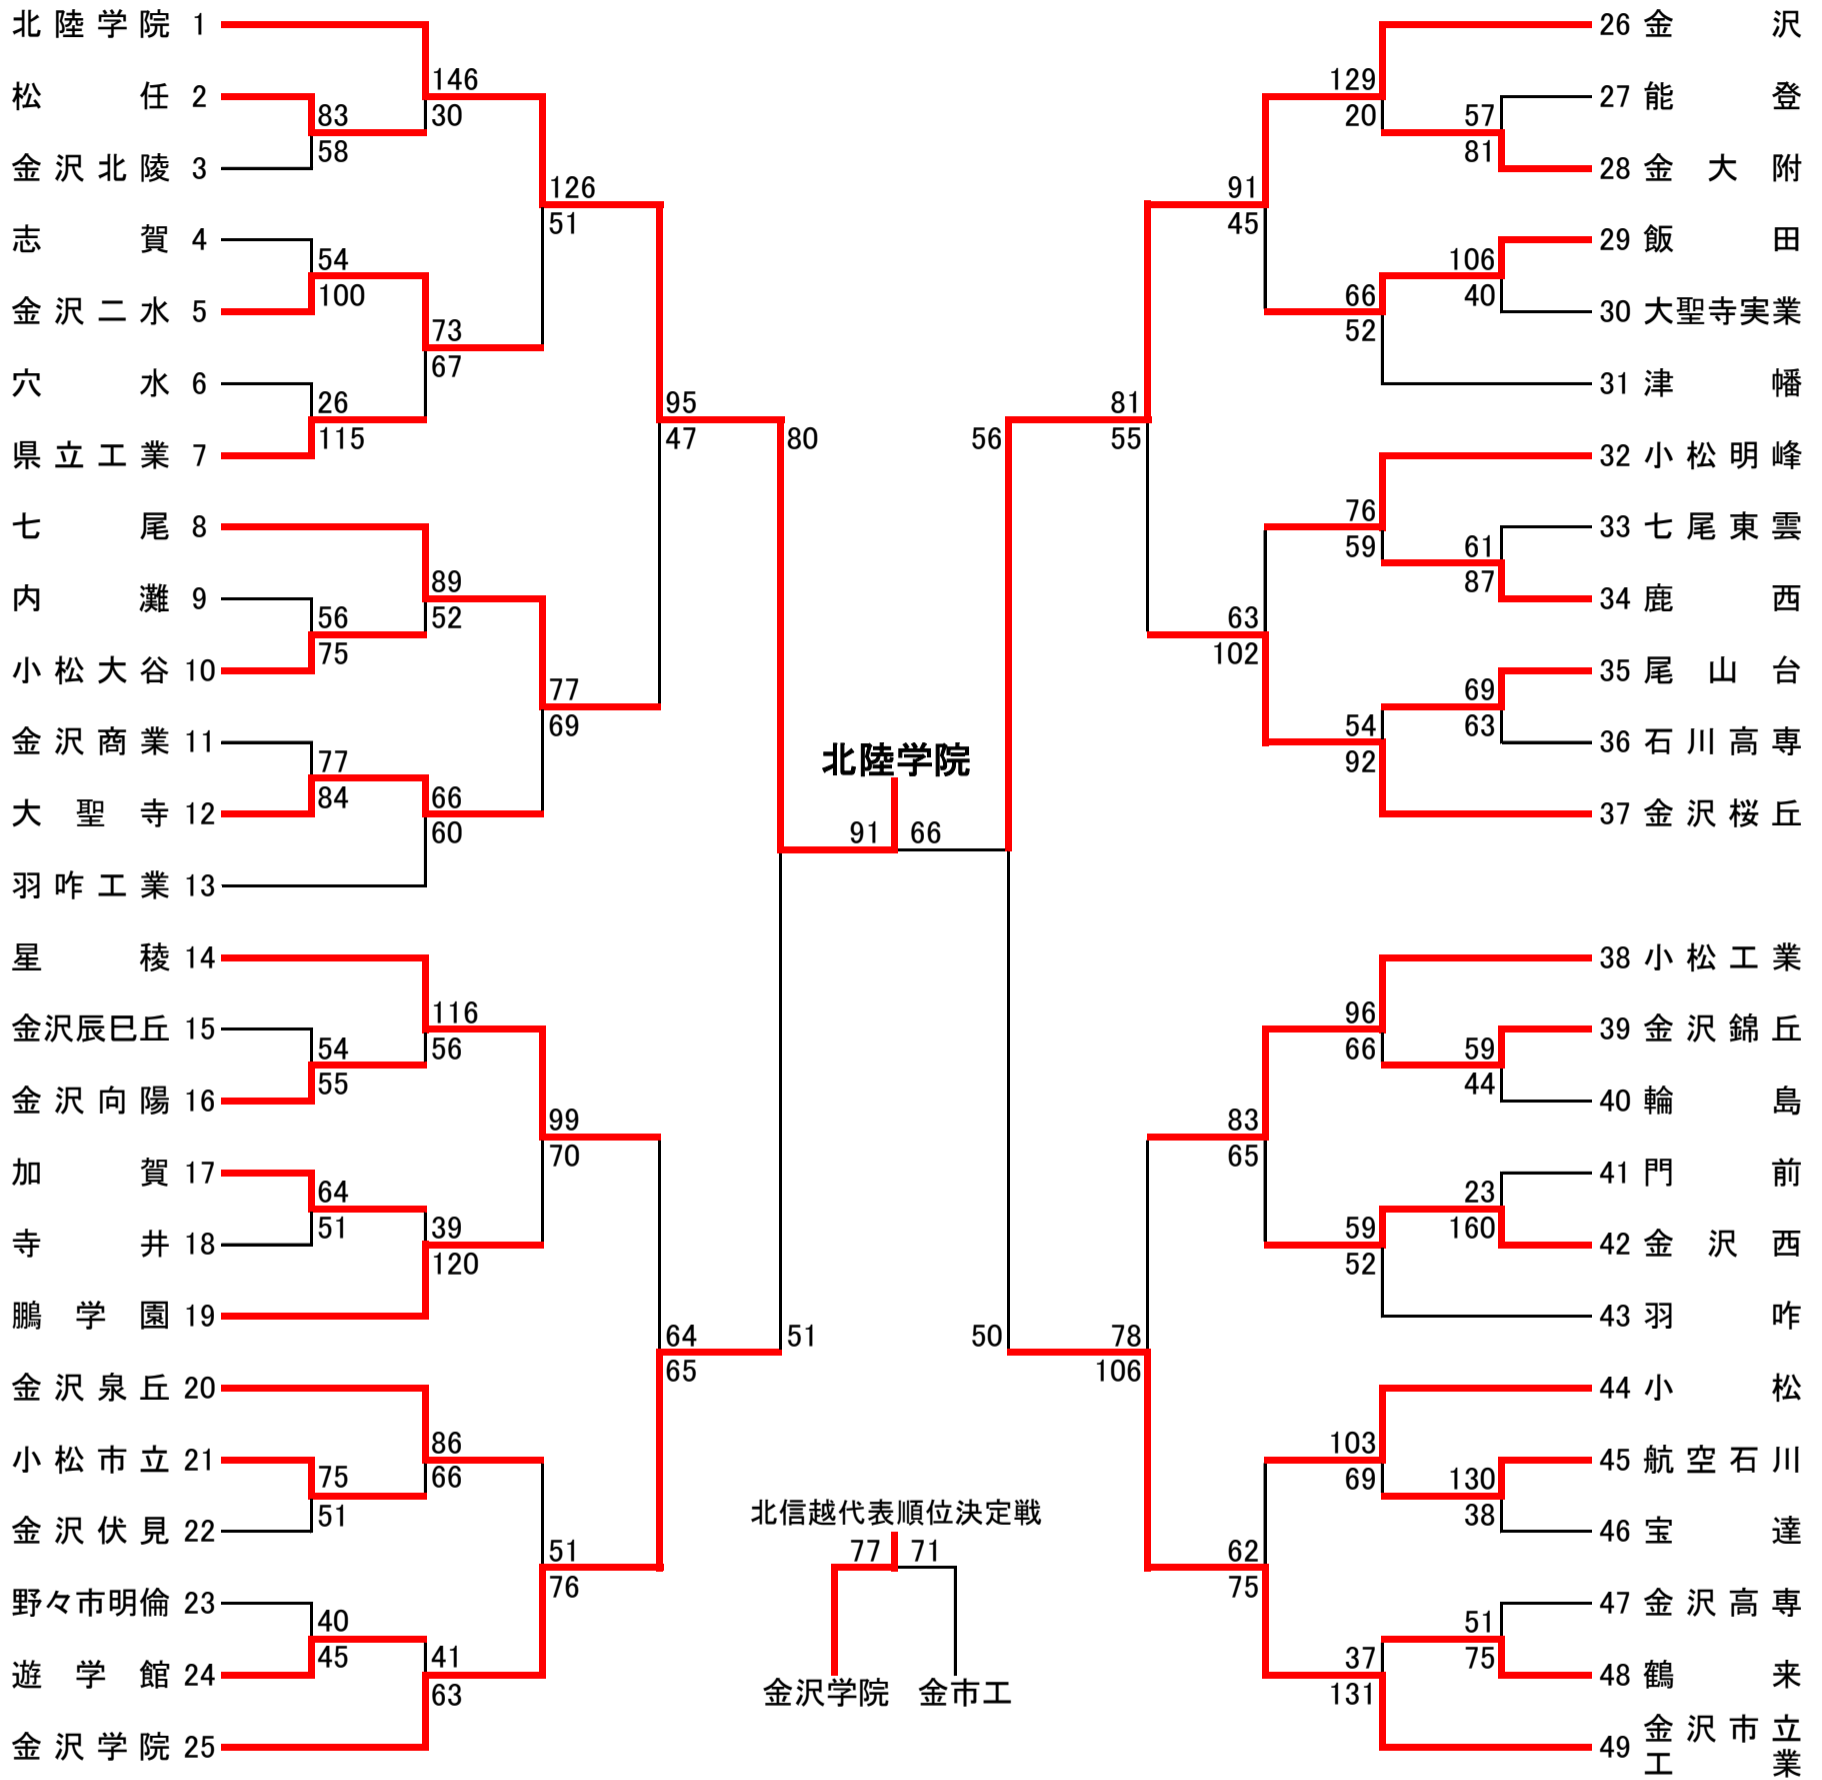 北陸学院 1
松任 2
83
58
金沢北陵 3
146
30
志賀 4
54
100
金沢二水 5
73
67
穴水 6
26
115
県立工業 7
126
51
七尾 8
89
52
内灘 9
56
75
小松大谷 10
77
69
金沢商業 11
77
84
大聖寺 12
66
60
羽咋工業 13
95
47
星稜 14
116
56
金沢辰巳丘 15
54
55
金沢向陽 16
99
70
加賀 17
64
51
寺井 18
39
120
鵬学園 19
64
65
金沢泉丘 20
86
66
小松市立 21
75
51
金沢伏見 22
51
76
野々市明倫 23
40
45
遊学館 24
41
63
金沢学院 25
80
51
北陸学院
91 66
北信越代表順位決定戦
77 71
金沢学院 金市工
56
50
26 金沢
129
20
27 能登
57
81
28 金大附
91
45
29 飯田
106
40
30 大聖寺実業
66
52
31 津幡
81
55
32 小松明峰
76
59
33 七尾東雲
61
87
34 鹿西
63
102
35 尾山台
69
63
36 石川高専
54
92
37 金沢桜丘
38 小松工業
96
66
39 金沢錦丘
59
44
40 輪島
83
65
41 門前
23
160
42 金沢西
59
52
43 羽咋
78
106
44 小松
103
69
45 航空石川
130
38
46 宝達
62
75
47 金沢高専
51
75
48 鶴来
37
131
49 金沢市立
工業